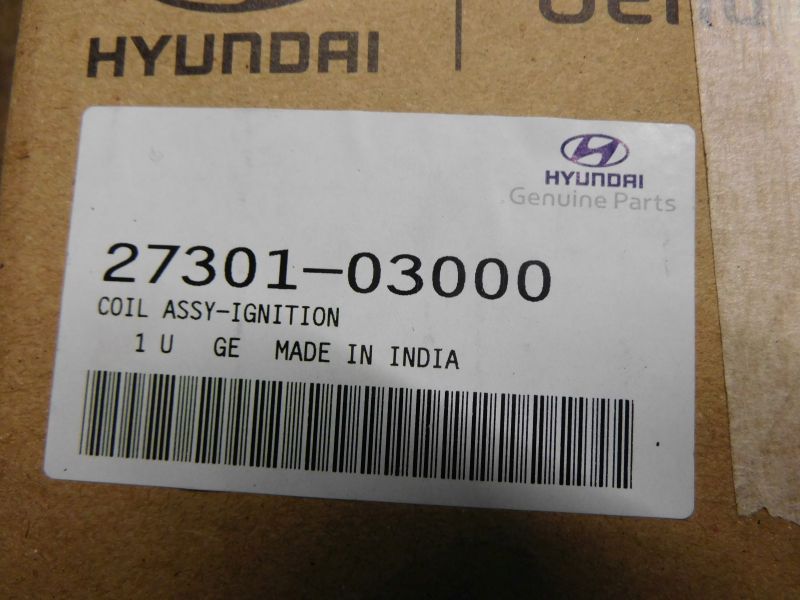 HYUNDAI
HYUNDAI
Genuine Parts
27301-03000
COIL ASSY-IGNITION
1 U GE MADE IN INDIA